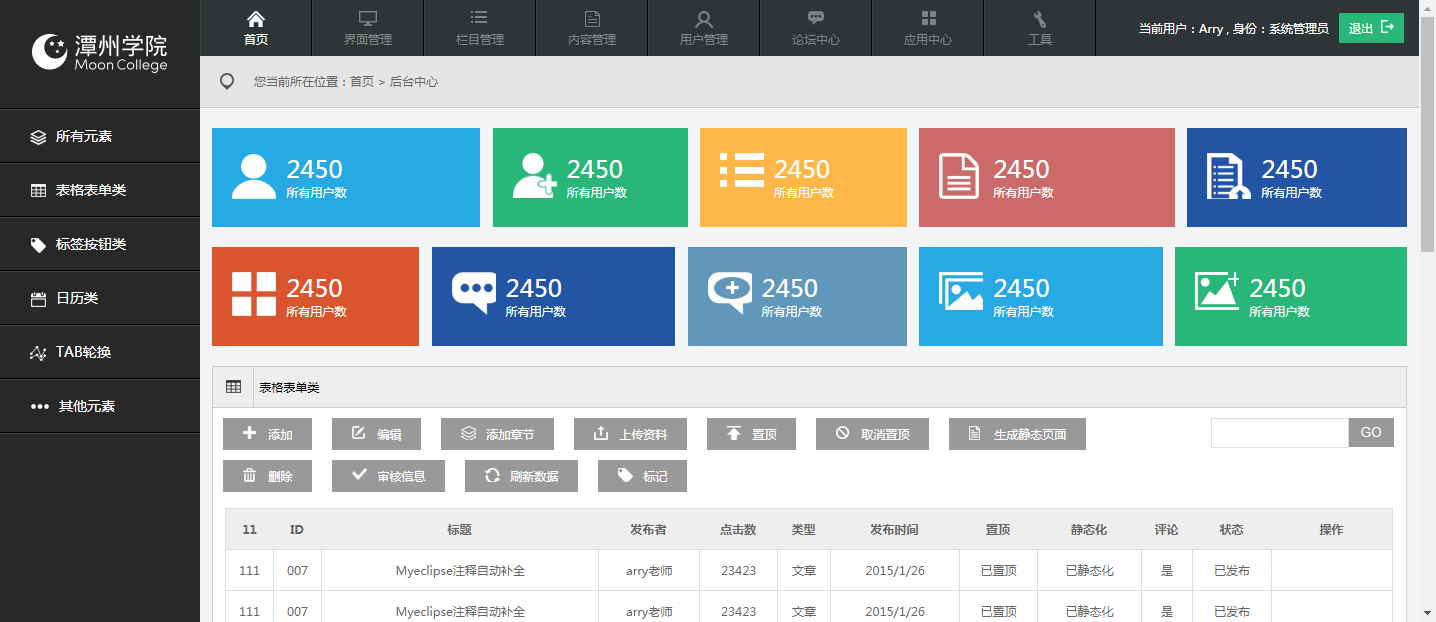 潭州学院
Moon College
首页
界面管理
栏目管理
内容管理
用户管理
论坛中心
应用中心
工具
当前用户：Arry , 身份：系统管理员
退出
您当前所在位置：首页 > 后台中心
所有元素
表格表单类
标签按钮类
日历类
TAB轮换
其他元素
2450
所有用户数
2450
所有用户数
2450
所有用户数
2450
所有用户数
2450
所有用户数
2450
所有用户数
2450
所有用户数
2450
所有用户数
2450
所有用户数
2450
所有用户数
表格表单类
添加
编辑
添加章节
上传资料
置顶
取消置顶
生成静态页面
GO
删除
审核信息
刷新数据
标记
11 ID 标题 发布者 点击数 类型 发布时间 置顶 静态化 评论 状态 操作
111 007 Myeclipse注释自动补全 arry老师 23423 文章 2015/1/26 已置顶 已静态化 是 已发布
111 007 Myeclipse注释自动补全 arry老师 23423 文章 2015/1/26 已置顶 已静态化 是 已发布